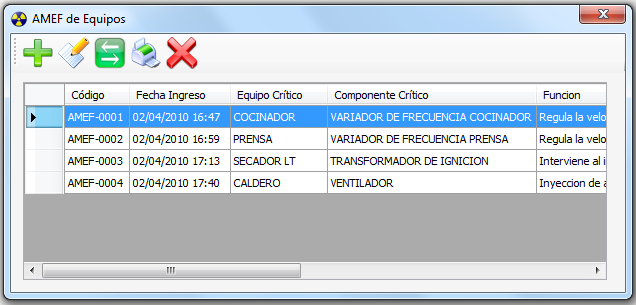 AMEF de Equipos
Código Fecha Ingreso Equipo Crítico Componente Crítico Funcion
AMEF-0001 02/04/2010 16:47 COCINADOR VARIADOR DE FRECUENCIA COCINADOR Regula la velo
AMEF-0002 02/04/2010 16:59 PRENSA VARIADOR DE FRECUENCIA PRENSA Regula la velo
AMEF-0003 02/04/2010 17:13 SECADOR LT TRANSFORMADOR DE IGNICION Interviene al i
AMEF-0004 02/04/2010 17:40 CALDERO VENTILADOR Inyeccion de a